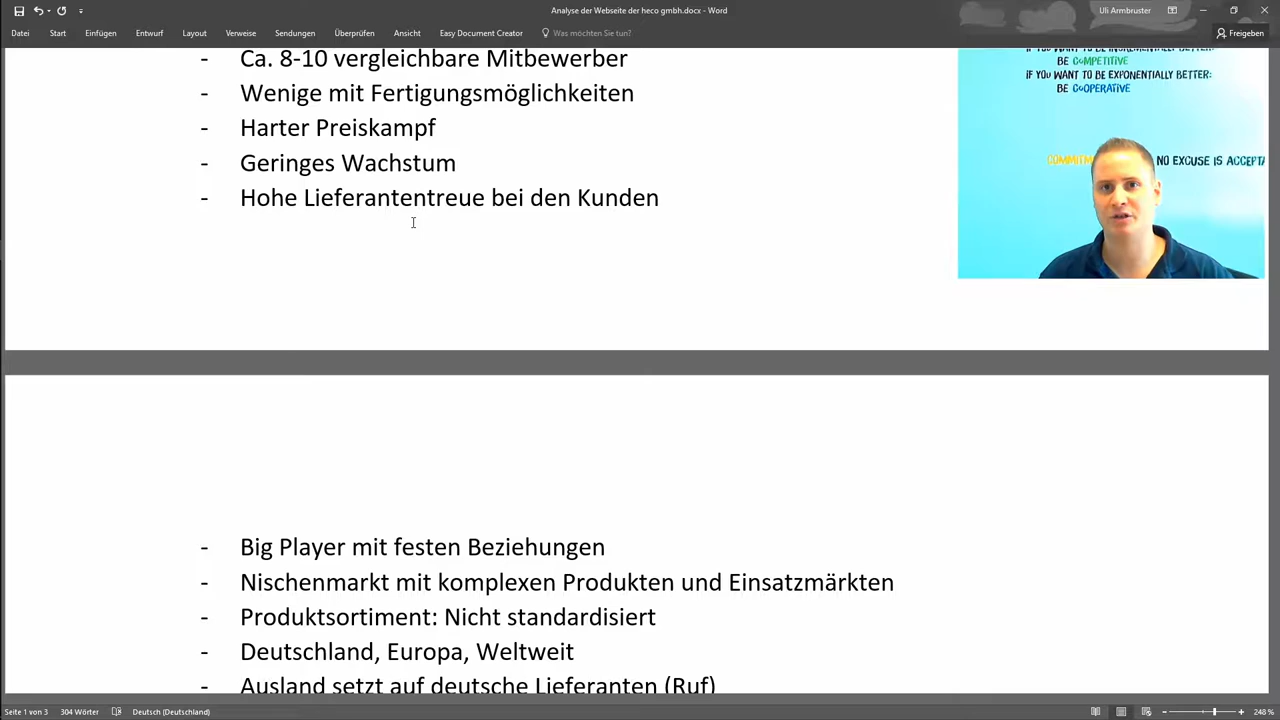 Analyse der Webseite der heco gmbh.docx - Word
Uli Armbruster
Datei Start Einfügen Entwurf Layout Verweise Sendungen Überprüfen Ansicht Easy Document Creator Was möchten Sie tun? Freigeben
- Ca. 8-10 vergleichbare Mitbewerber
- Wenige mit Fertigungsmöglichkeiten
- Harter Preiskampf
- Geringes Wachstum
- Hohe Lieferantentreue bei den Kunden
IF YOU WANT TO BE INCREMENTALLY BETTER:
BE COMPETITIVE
IF YOU WANT TO BE EXPONENTIALLY BETTER:
BE COOPERATIVE
NO EXCUSE IS
- Big Player mit festen Beziehungen
- Nischenmarkt mit komplexen Produkten und Einsatzmärkten
- Produktsortiment: Nicht standardisiert
- Deutschland, Europa, Weltweit
- Ausland setzt auf deutsche Lieferanten (Ruf)
Seite 1 von 3 304 Wörter Deutsch (Deutschland) 248 %